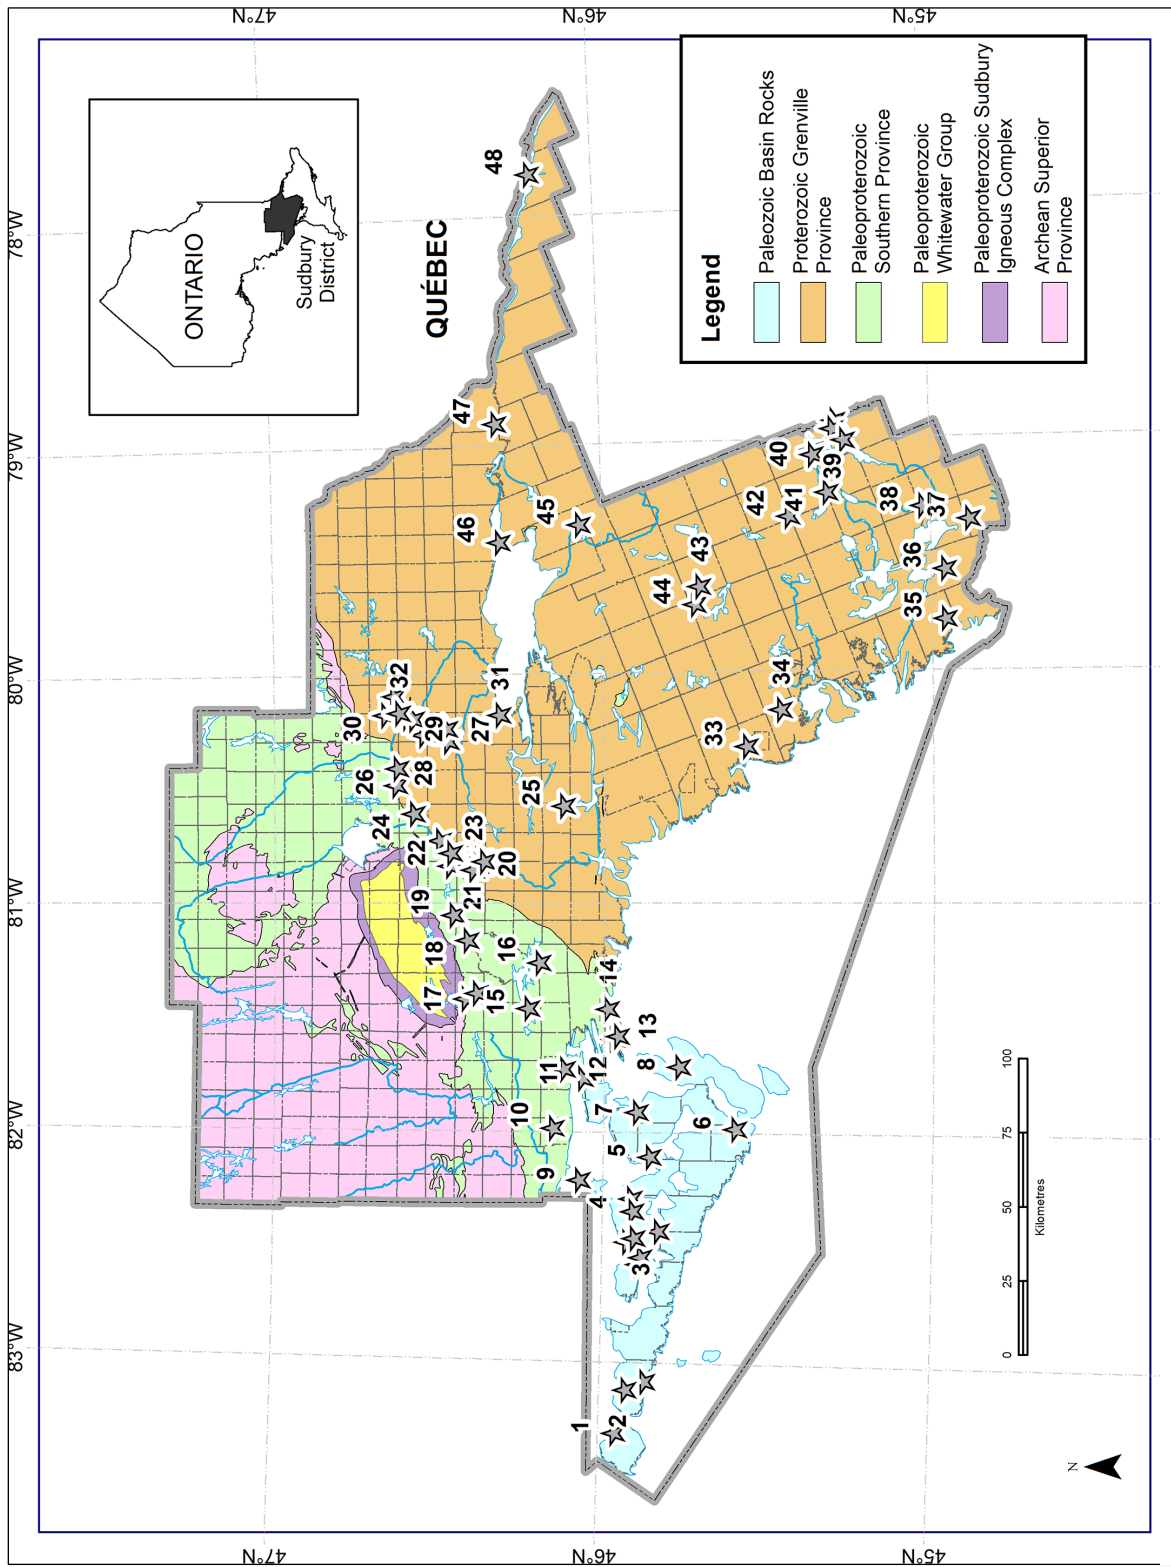 83°W
82°W
81°W
80°W
79°W
78°W
47°N
47°N
46°N
46°N
45°N
45°N
ONTARIO
Sudbury
District
QUÉBEC
1
2
3
4
5
6
7
8
9
10
11
12
13
14
15
16
17
18
19
20
21
22
23
24
25
26
27
28
29
30
31
32
33
34
35
36
37
38
39
40
41
42
43
44
45
46
47
48
Legend
Paleozoic Basin Rocks
Proterozoic Grenville
Province
Paleoproterozoic
Southern Province
Paleoproterozoic
Whitewater Group
Paleoproterozoic Sudbury
Igneous Complex
Archean Superior
Province
N
0
25
50
75
100
Kilometres